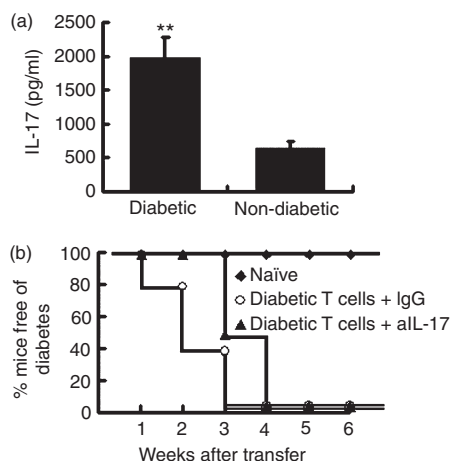 (a)
**
2500
2000
1500
1000
500
0
IL-17 (pg/ml)
Diabetic Non-diabetic
(b)
100
80
60
40
20
0
% mice free of
diabetes
Naïve
Diabetic T cells + IgG
Diabetic T cells + aIL-17
1 2 3 4 5 6
Weeks after transfer